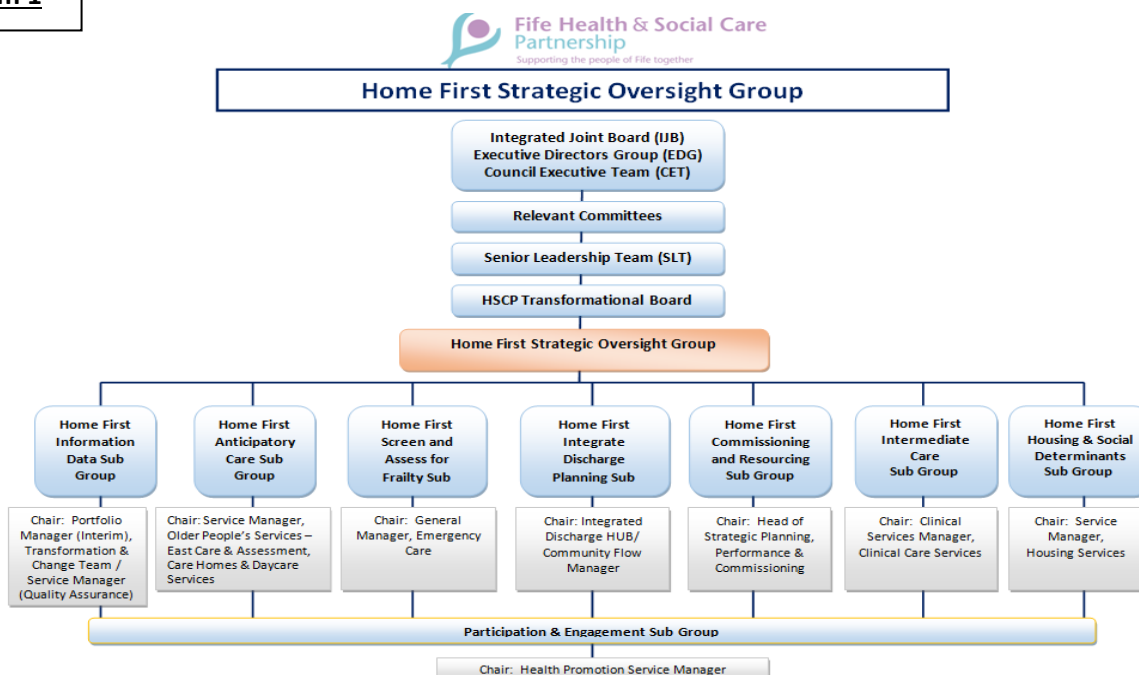 Fife Health & Social Care
Partnership
Supporting the people of Fife together
Home First Strategic Oversight Group
Integrated Joint Board (IJB)
Executive Directors Group (EDG)
Council Executive Team (CET)
Relevant Committees
Senior Leadership Team (SLT)
HSCP Transformational Board
Home First Strategic Oversight Group
Home First
Information
Data Sub
Group
Home First
Anticipatory
Care Sub
Group
Home First
Screen and
Assess for
Frailty Sub
Home First
Integrate
Discharge
Planning Sub
Home First
Commissioning
and Resourcing
Sub Group
Home First
Intermediate
Care
Sub Group
Home First
Housing & Social
Determinants
Sub Group
Chair: Portfolio
Manager (Interim),
Transformation &
Change Team /
Service Manager
(Quality Assurance)
Chair: Service Manager,
Older People's Services –
East Care & Assessment,
Care Homes & Daycare
Services
Chair: General
Manager, Emergency
Care
Chair: Integrated
Discharge HUB/
Community Flow
Manager
Chair: Head of
Strategic Planning,
Performance &
Commissioning
Chair: Clinical
Services Manager,
Clinical Care Services
Chair: Service
Manager,
Housing Services
Participation & Engagement Sub Group
Chair: Health Promotion Service Manager